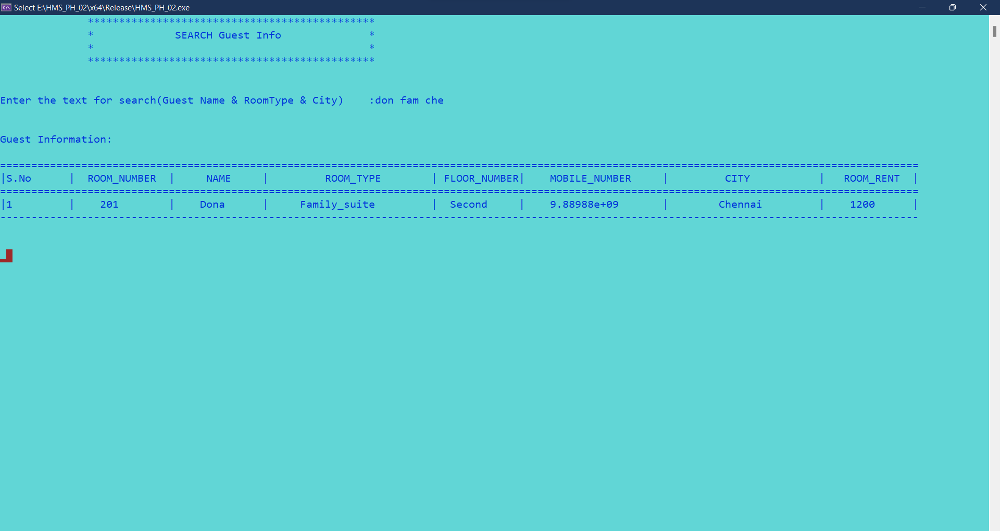 Select E:\HMS_PH_02\x64\Release\HMS_PH_02.exe
**********************************************
* SEARCH Guest Info *
* *
**********************************************
Enter the text for search(Guest Name & RoomType & City) :don fam che
Guest Information:
===================================================================================================================================================
|S.No | ROOM_NUMBER | NAME | ROOM_TYPE | FLOOR_NUMBER| MOBILE_NUMBER | CITY | ROOM_RENT |
===================================================================================================================================================
|1 | 201 | Dona | Family_suite | Second | 9.88988e+09 | Chennai | 1200 |
---------------------------------------------------------------------------------------------------------------------------------------------------